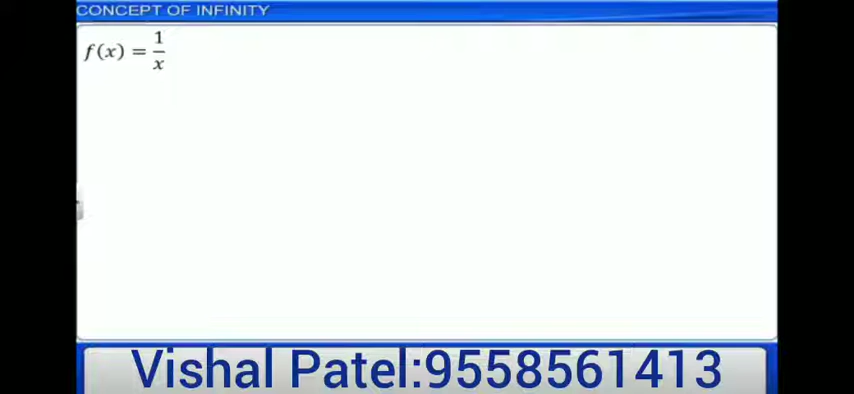 CONCEPT OF INFINITY
f(x) = 1/x
Vishal Patel:9558561413